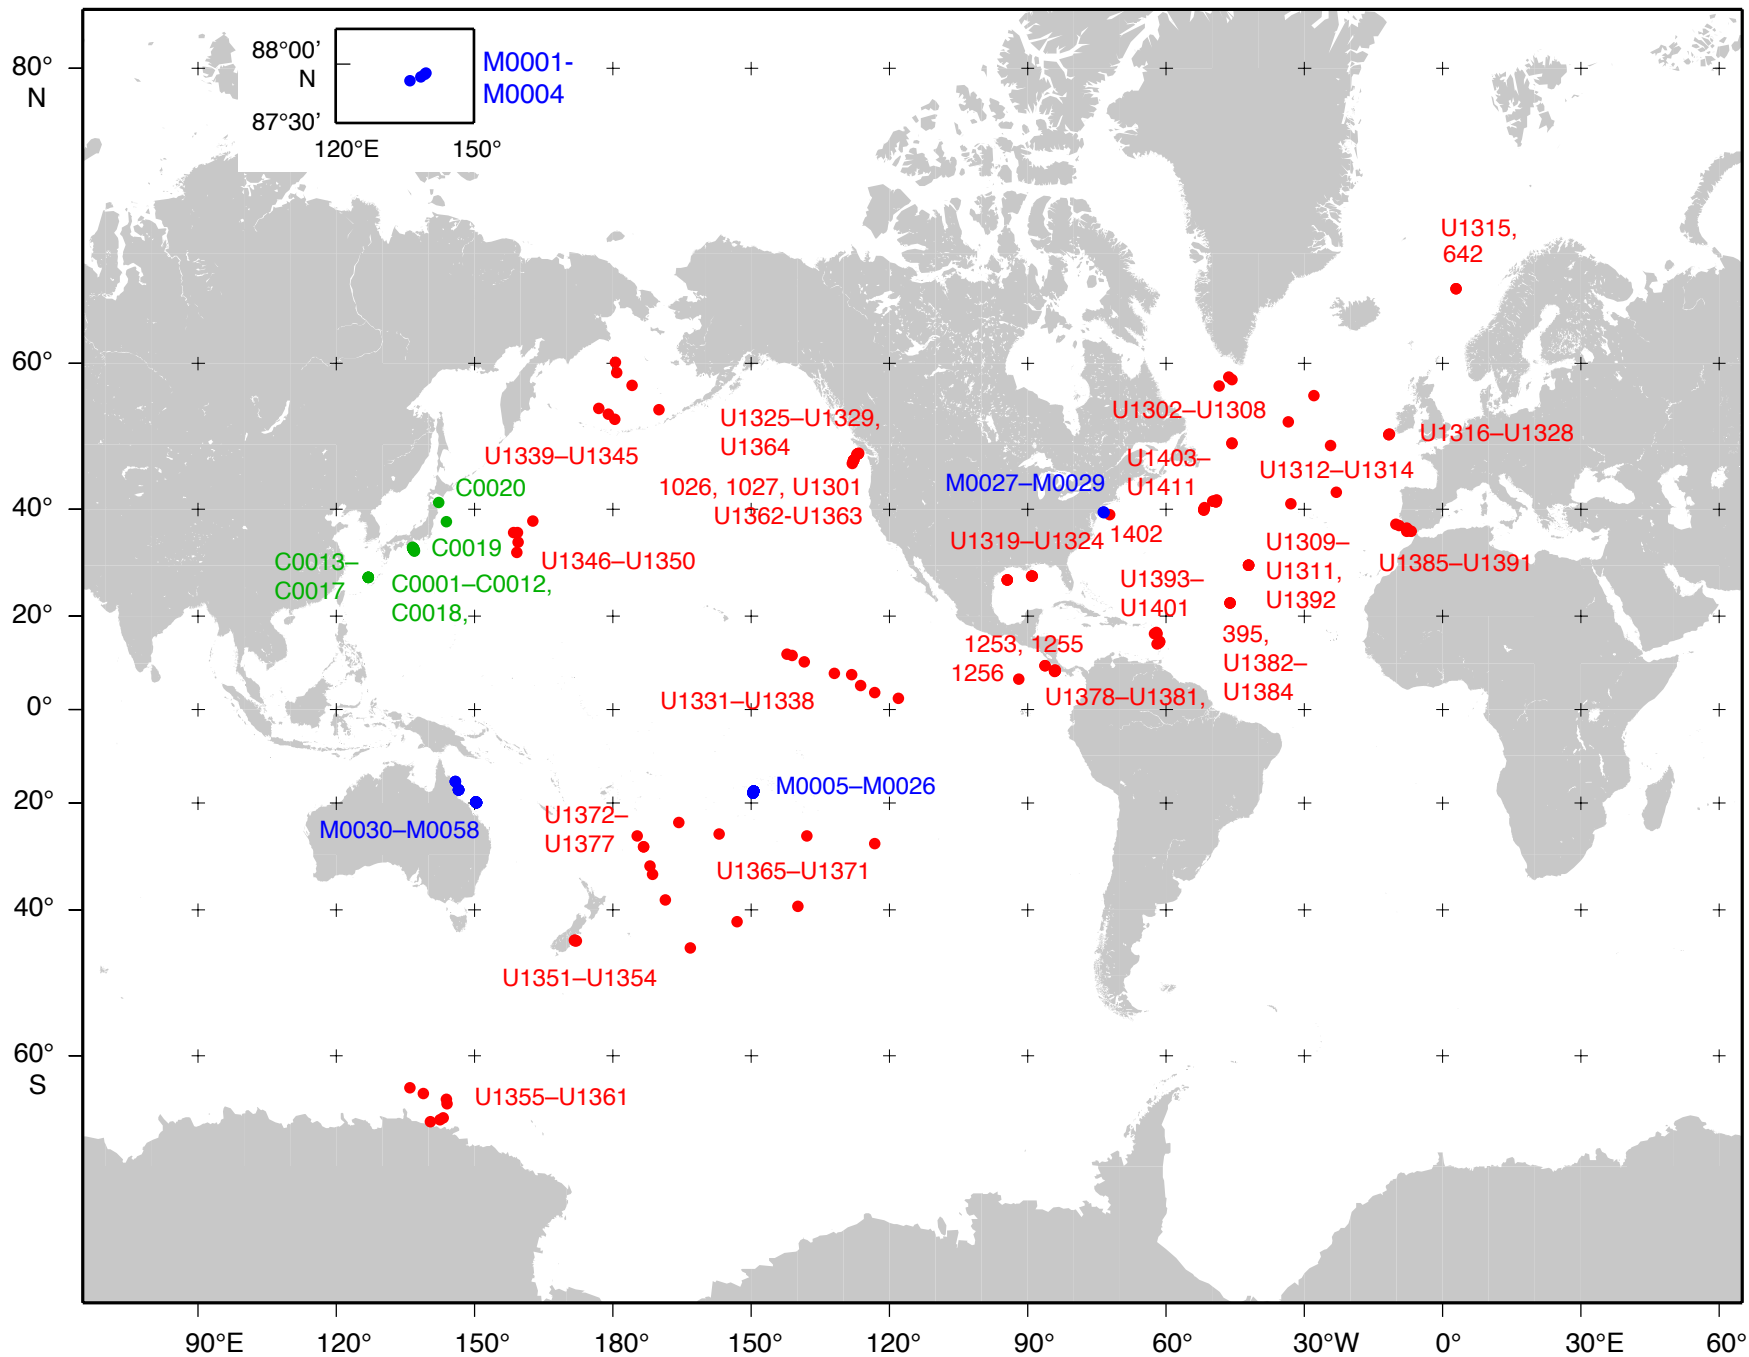 88°00'
N
87°30'
120°E 150°
M0001-
M0004
80°
N
U1315,
642
60°
U1325–U1329,
U1364
U1302–U1308
U1316–U1328
U1339–U1345
U1403–
U1411
U1312–U1314
C0020
1026, 1027, U1301
U1362-U1363
M0027–M0029
40°
C0019
U1346–U1350
U1319–U1324
1402
U1309–
U1311,
U1392
U1385–U1391
C0013–
C0017
C0001–C0012,
C0018,
U1393–
U1401
20°
1253, 1255
1256
395,
U1382–
U1384
U1331–U1338
U1378–U1381,
0°
M0005–M0026
20°
U1372–
U1377
M0030–M0058
U1365–U1371
40°
U1351–U1354
60°
S
U1355–U1361
90°E 120° 150° 180° 150° 120° 90° 60° 30°W 0° 30°E 60°